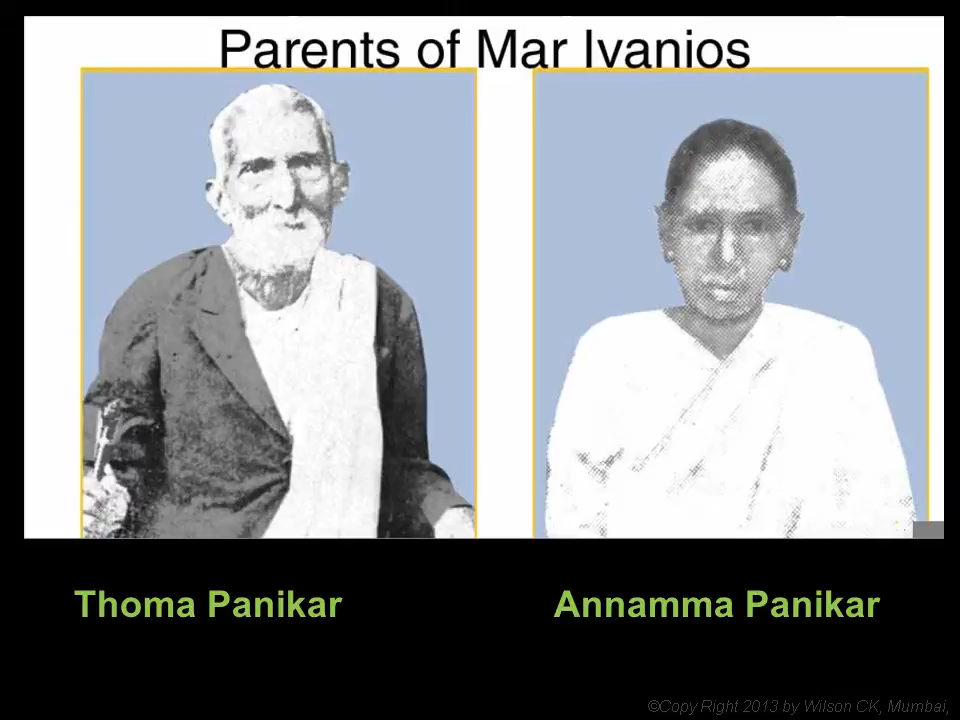 Parents of Mar Ivanios
Thoma Panikar
Annamma Panikar
©Copy Right 2013 by Wilson CK, Mumbai,